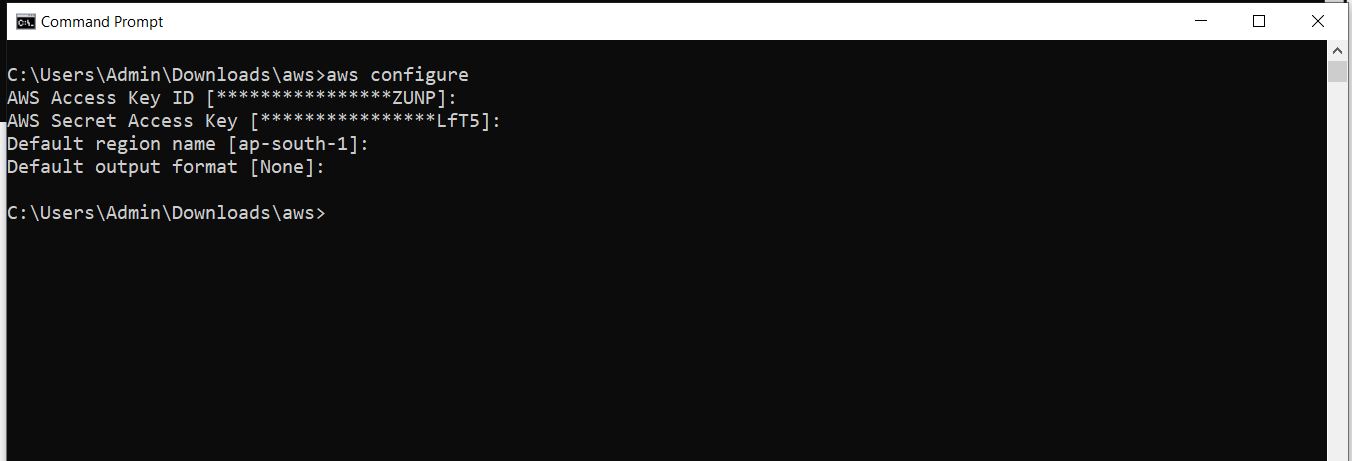 Command Prompt
C:\Users\Admin\Downloads\aws>aws configure
AWS Access Key ID [****************ZUNP]:
AWS Secret Access Key [****************LfT5]:
Default region name [ap-south-1]:
Default output format [None]:
C:\Users\Admin\Downloads\aws>